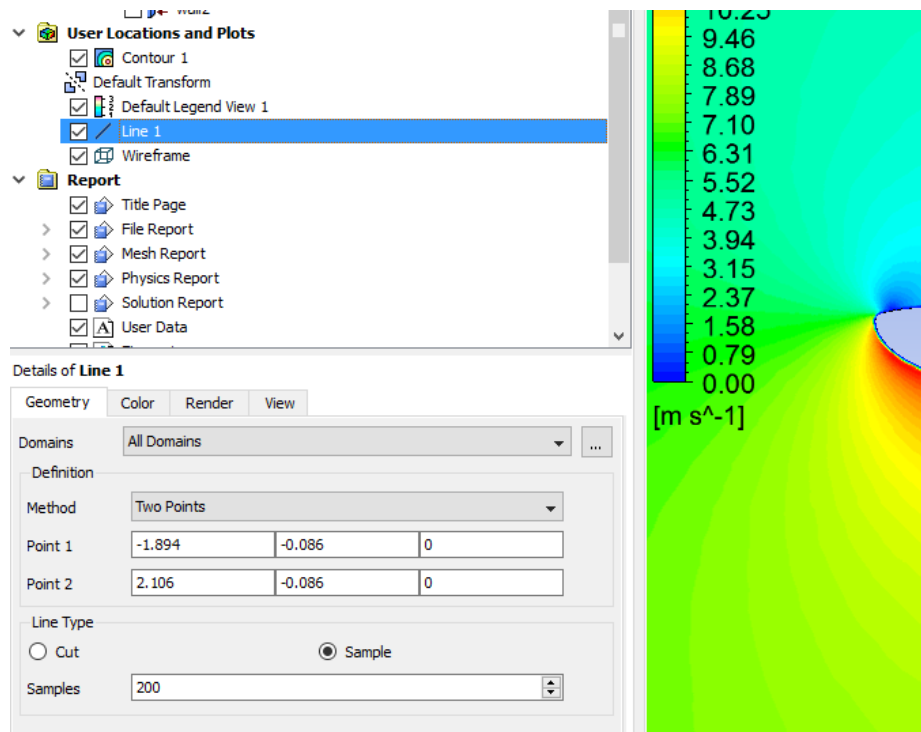 User Locations and Plots
Contour 1
Default Transform
Default Legend View 1
Line 1
Wireframe
Report
Title Page
File Report
Mesh Report
Physics Report
Solution Report
A User Data
Details of Line 1
Geometry Color Render View
Domains All Domains ...
Definition
Method Two Points
Point 1 -1.894 -0.086 0
Point 2 2.106 -0.086 0
Line Type
Cut Sample
Samples 200
10.25
9.46
8.68
7.89
7.10
6.31
5.52
4.73
3.94
3.15
2.37
1.58
0.79
0.00
[m s^-1]